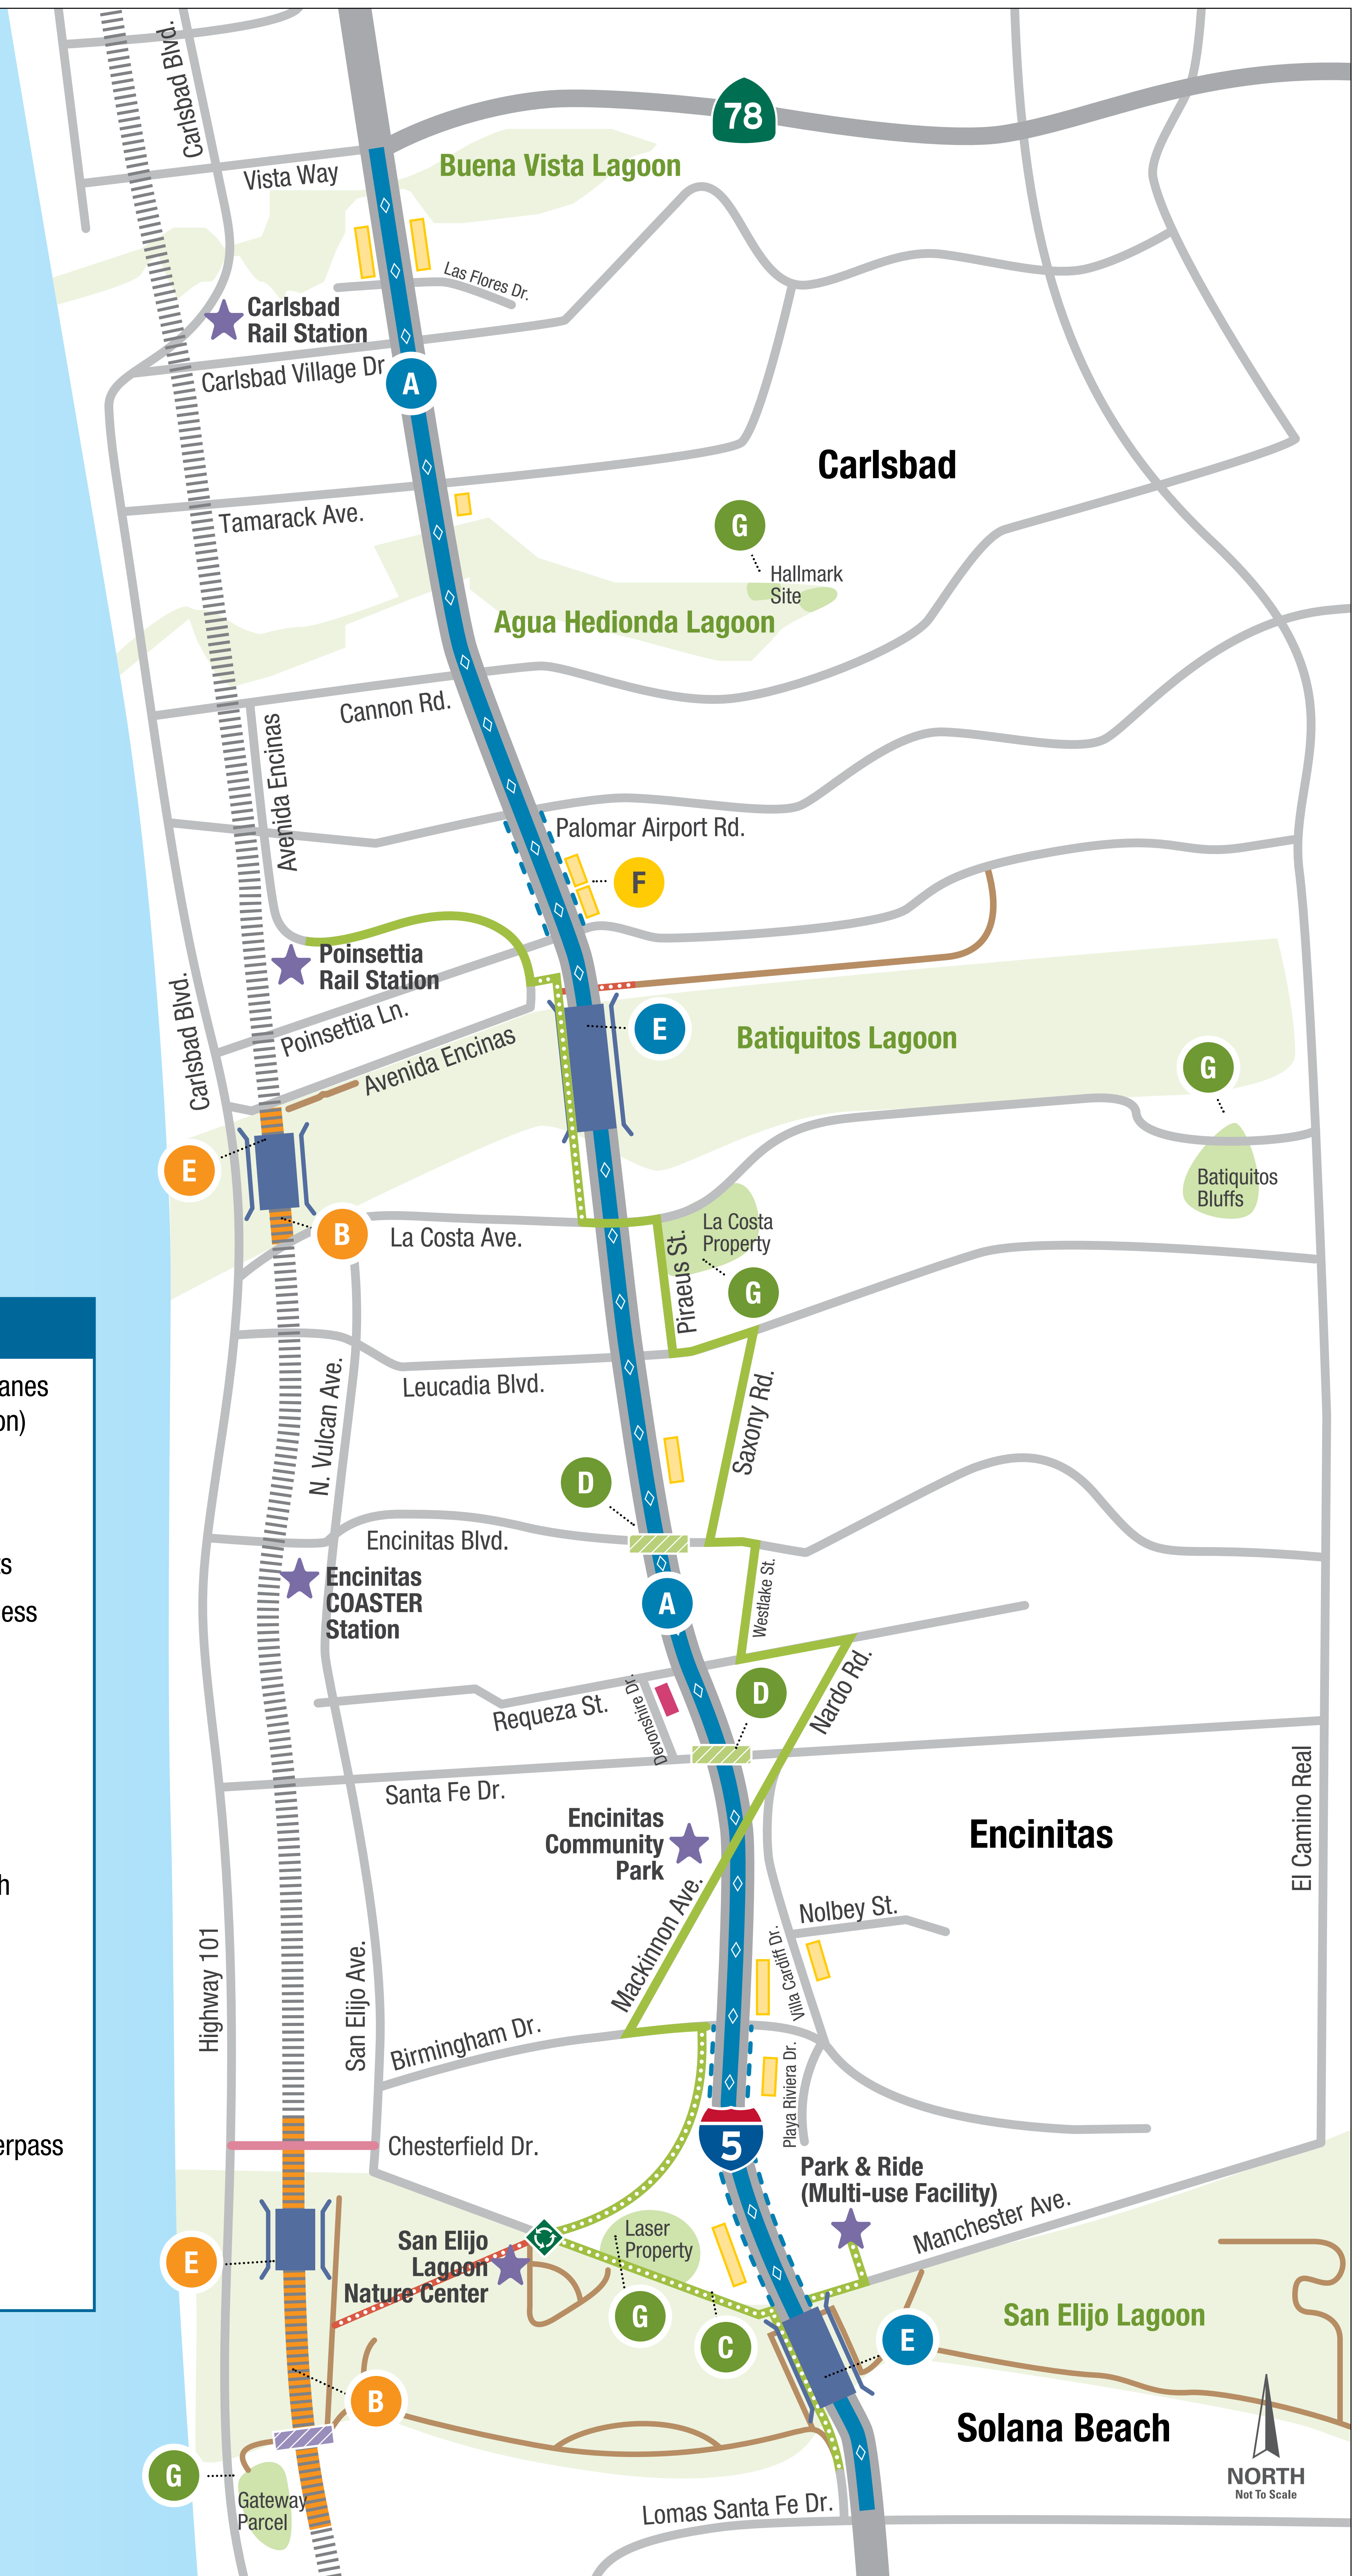 Carlsbad Blvd.
78
Vista Way
Buena Vista Lagoon
Las Flores Dr.
Carlsbad
Rail Station
Carlsbad Village Dr
A
Carlsbad
Tamarack Ave.
G
Hallmark
Site
Agua Hedionda Lagoon
Cannon Rd.
Avenida Encinas
Palomar Airport Rd.
F
Poinsettia
Rail Station
Carlsbad Blvd.
Poinsettia Ln.
E
Batiquitos Lagoon
Avenida Encinas
G
E
Batiquitos
Bluffs
B
La Costa Ave.
La Costa
Property
Piraeus St.
G
anes
on)
Leucadia Blvd.
N. Vulcan Ave.
Saxony Rd.
D
Encinitas Blvd.
s
ess
Encinitas
COASTER
Station
A
Westlake St.
Requeza St.
Devonshire Dr.
D
Nardo Rd.
Santa Fe Dr.
El Camino Real
Encinitas
Community
Park
Encinitas
h
Mackinnon Ave.
Nolbey St.
Villa Cardiff Dr.
Highway 101
San Elijo Ave.
Birmingham Dr.
Playa Riviera Dr.
erpass
Chesterfield Dr.
5
Park & Ride
(Multi-use Facility)
Manchester Ave.
San Elijo
Lagoon
Nature Center
Laser
Property
E
G
C
E
San Elijo Lagoon
B
Solana Beach
G
Gateway
Parcel
Lomas Santa Fe Dr.
NORTH
Not To Scale